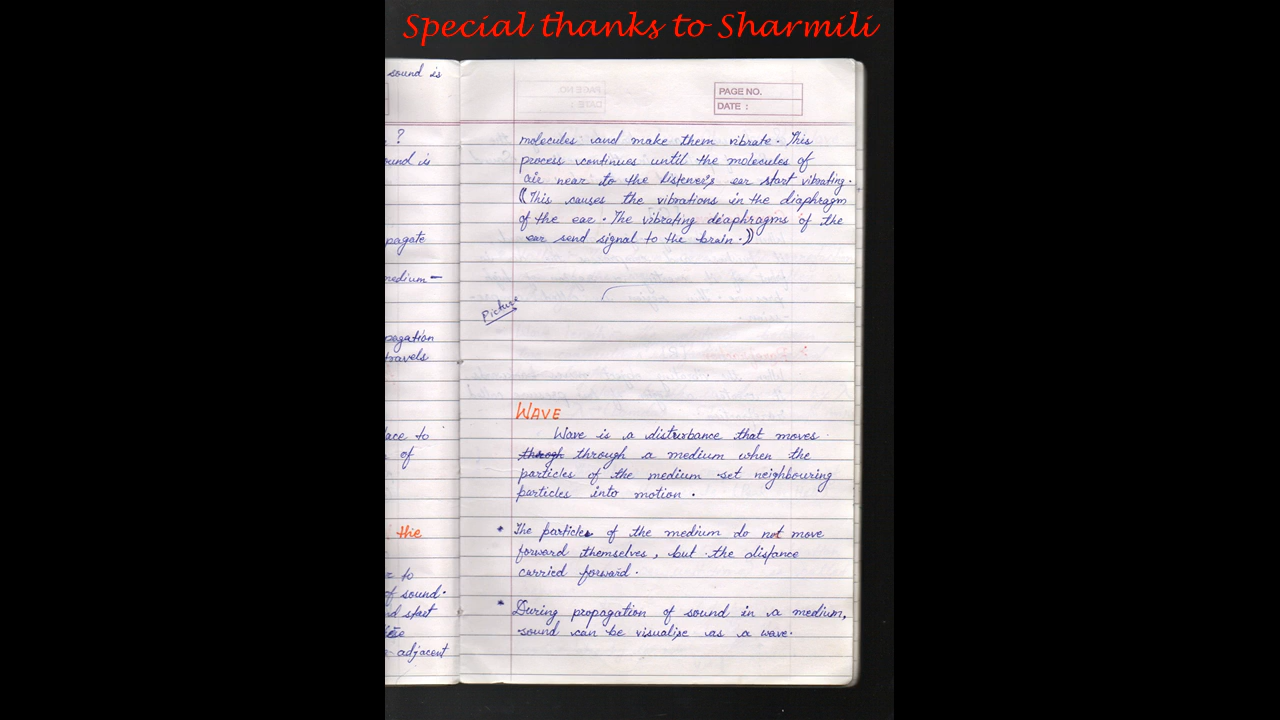 Special thanks to Sharmili
sound is
?
ound is
pagate
medium -
pagation
travels
lace to
of
the
to
of sound.
nd start
adjacent
PAGE NO.
DATE :
molecules and make them vibrate. This
process continues until the molecules of
air near to the listener's ear start vibrating.
((This causes the vibrations in the diaphragm
of the ear. The vibrating diaphragms of the
ear send signal to the brain.))
Picture
WAVE
Wave is a disturbance that moves
through a medium when the
particles of the medium set neighbouring
particles into motion.
* The particles of the medium do not move
forward themselves, but the distance
carried forward.
* During propagation of sound in a medium,
sound can be visualise as a wave.